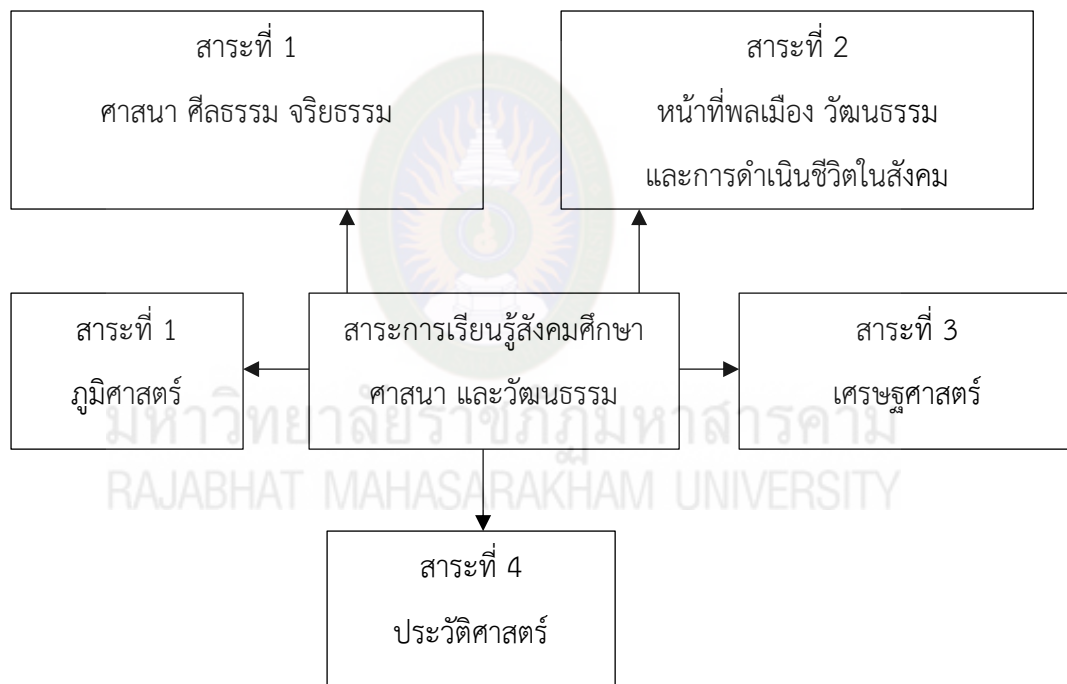 สาระที่ 1
ศาสนา ศีลธรรม จริยธรรม
สาระที่ 2
หน้าที่พลเมือง วัฒนธรรม
และการดำเนินชีวิตในสังคม
สาระที่ 1
ภูมิศาสตร์
สาระการเรียนรู้สังคมศึกษา
ศาสนา และวัฒนธรรม
สาระที่ 3
เศรษฐศาสตร์
มหาวิทยาลัยราชภัฏมหาสารคาม
RAJABHAT MAHASARAKHAM UNIVERSITY
สาระที่ 4
ประวัติศาสตร์